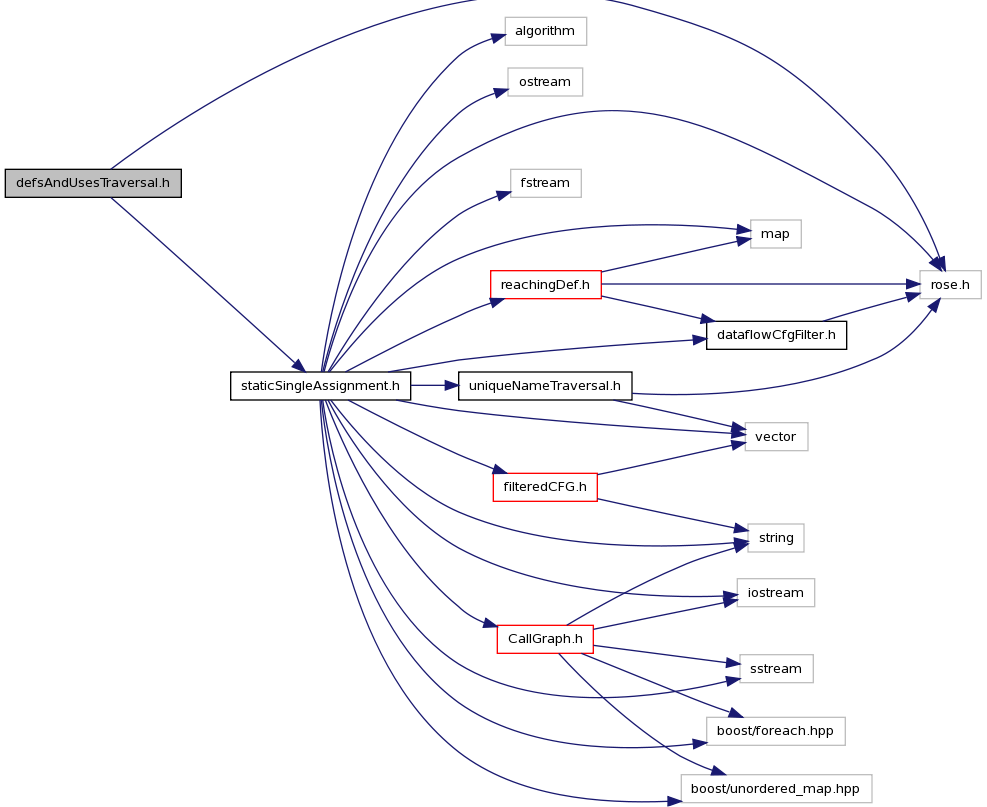 algorithm
ostream
defsAndUsesTraversal.h
fstream
map
reachingDef.h
rose.h
dataflowCfgFilter.h
staticSingleAssignment.h
uniqueNameTraversal.h
vector
filteredCFG.h
string
iostream
CallGraph.h
sstream
boost/foreach.hpp
boost/unordered_map.hpp